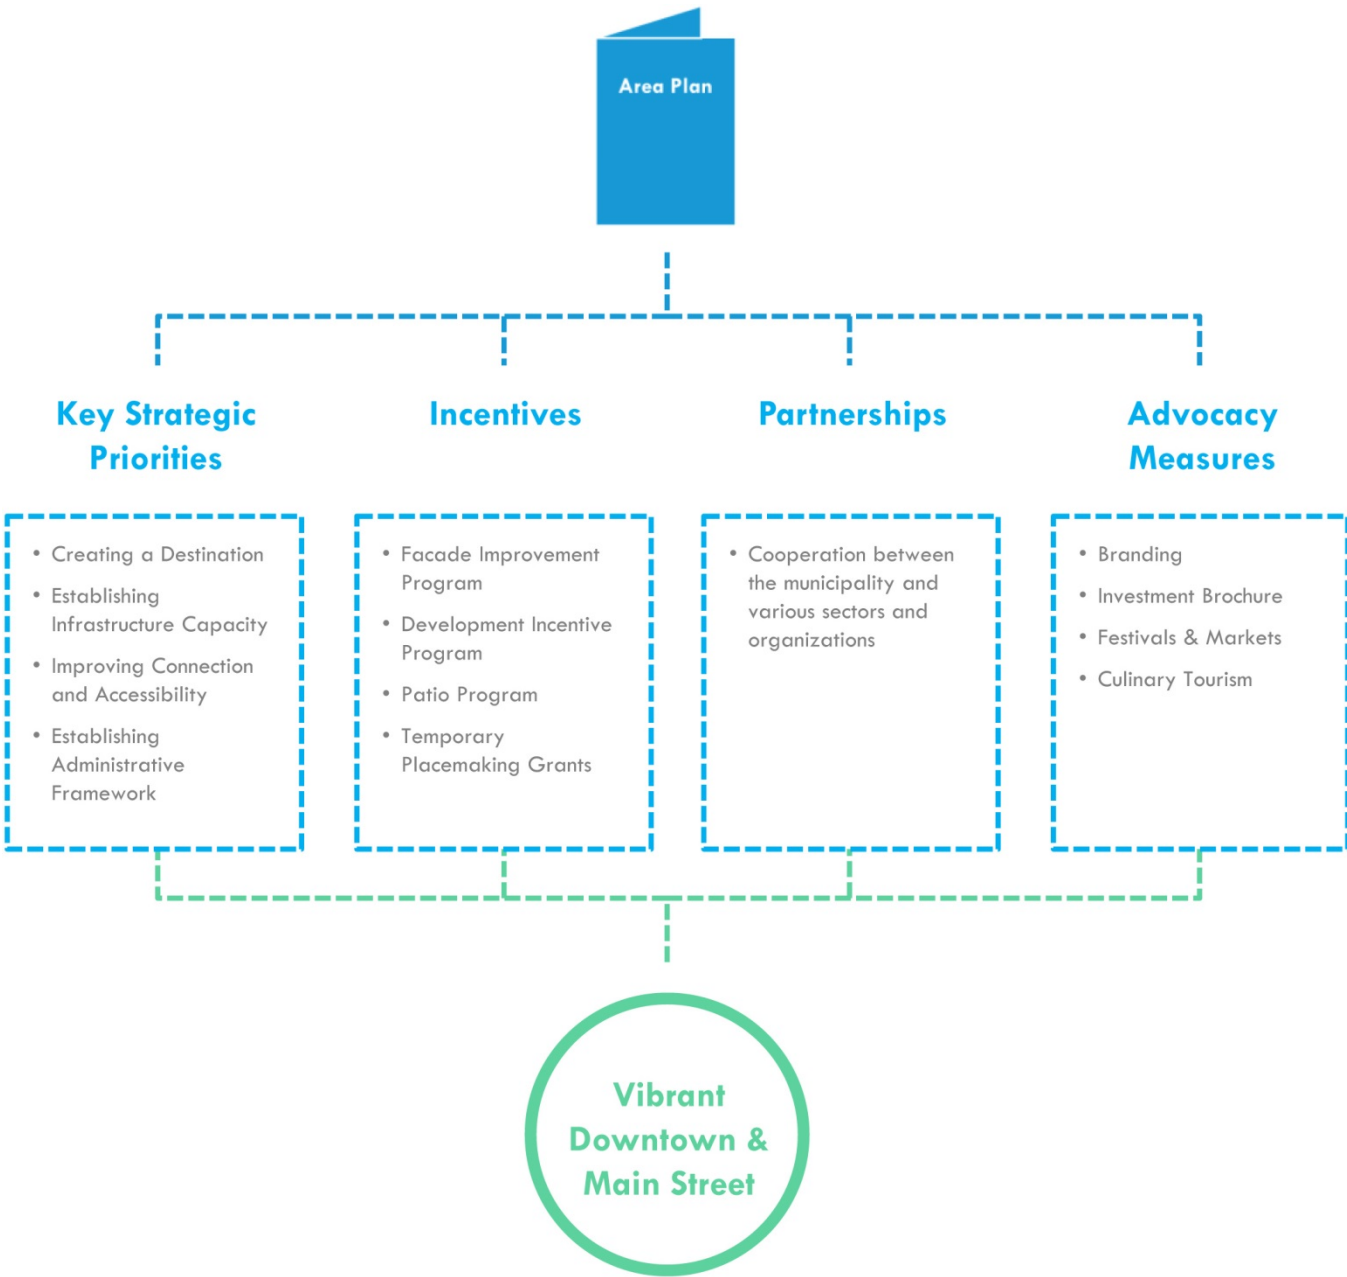 Area Plan
Key Strategic
Priorities
• Creating a Destination
• Establishing
Infrastructure Capacity
• Improving Connection
and Accessibility
• Establishing
Administrative
Framework
Incentives
• Facade Improvement
Program
• Development Incentive
Program
• Patio Program
• Temporary
Placemaking Grants
Partnerships
• Cooperation between
the municipality and
various sectors and
organizations
Advocacy
Measures
• Branding
• Investment Brochure
• Festivals & Markets
• Culinary Tourism
Vibrant
Downtown &
Main Street